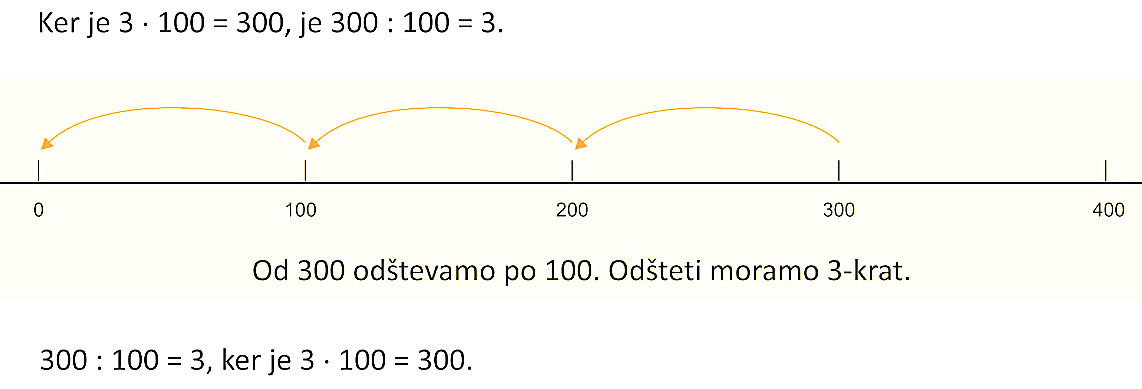 Ker je 3 · 100 = 300, je 300 : 100 = 3.
0 100 200 300 400
Od 300 odštevamo po 100. Odšteti moramo 3-krat.
300 : 100 = 3, ker je 3 · 100 = 300.